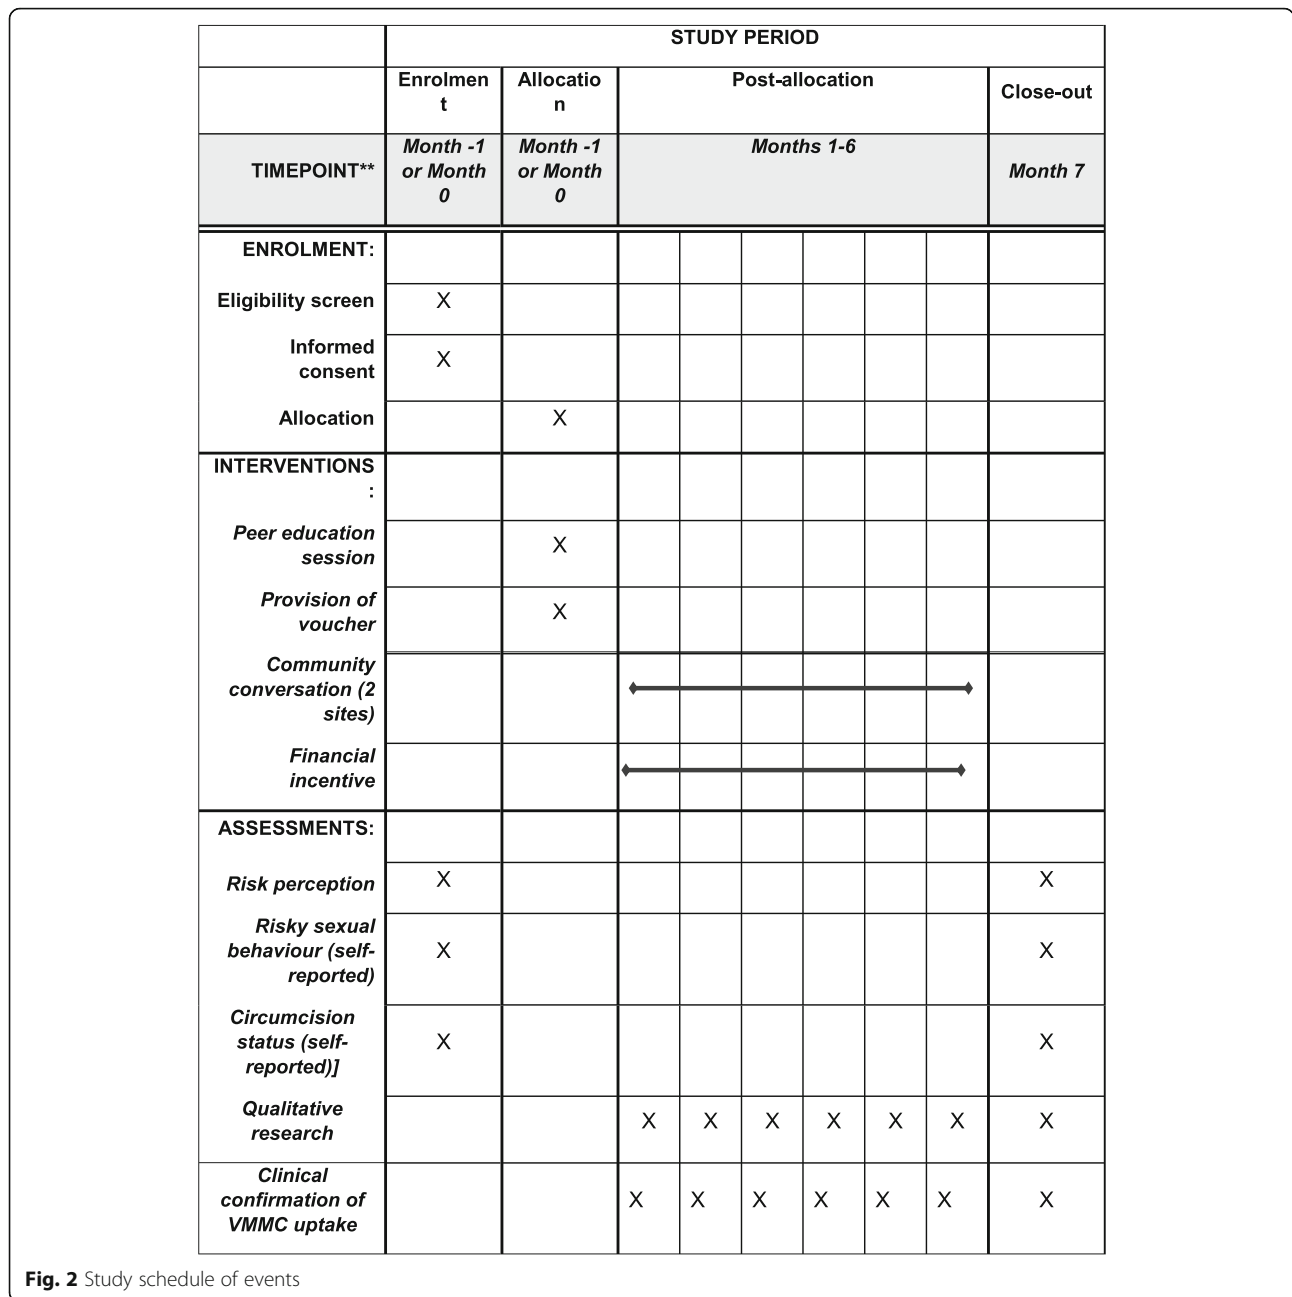 STUDY PERIOD
Enrolmen
t
Allocatio
n
Post-allocation
Close-out
TIMEPOINT**
Month -1
or Month
0
Month -1
or Month
0
Months 1-6
Month 7
ENROLMENT:
Eligibility screen X
Informed
consent
X
Allocation X
INTERVENTIONS
:
Peer education
session
X
Provision of
voucher
X
Community
conversation (2
sites)
Financial
incentive
ASSESSMENTS:
Risk perception X X
Risky sexual
behaviour (self-
reported)
X X
Circumcision
status (self-
reported)]
X X
Qualitative
research
X X X X X X X
Clinical
confirmation of
VMMC uptake
X X X X X X X
Fig. 2 Study schedule of events